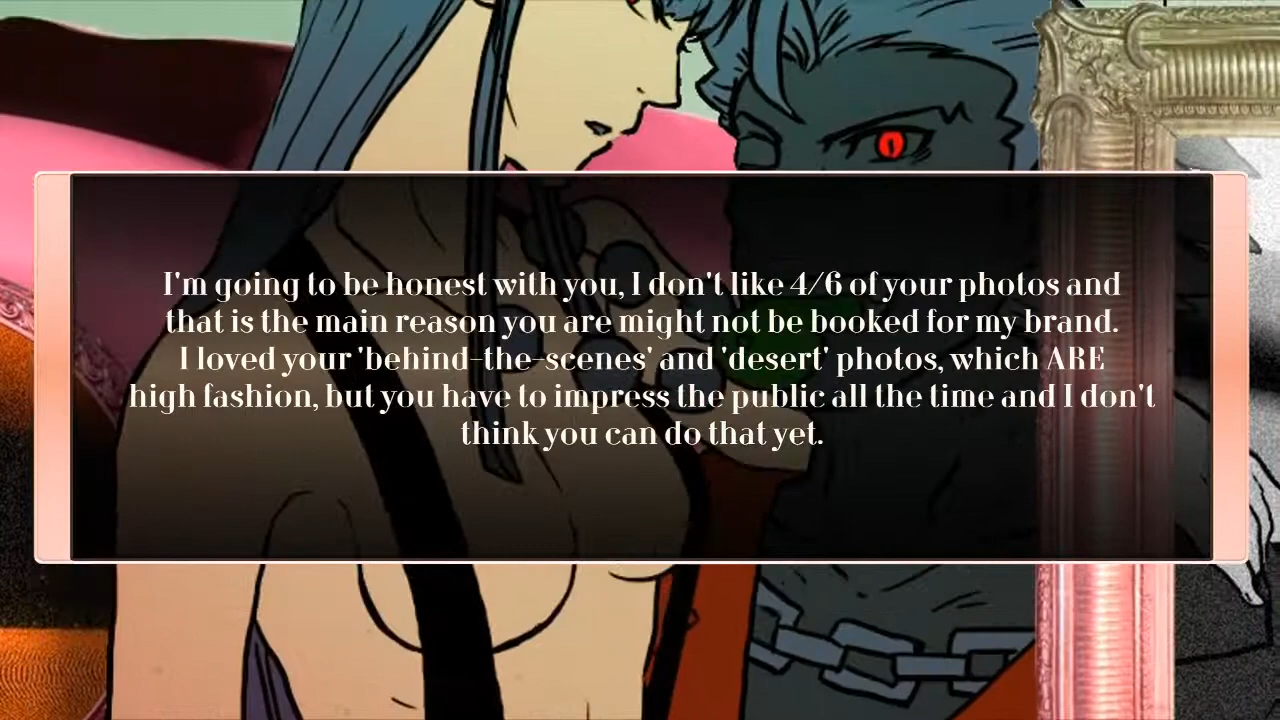 I'm going to be honest with you, I don't like 4/6 of your photos and
that is the main reason you are might not be booked for my brand.
I loved your 'behind-the-scenes' and 'desert' photos, which ARE
high fashion, but you have to impress the public all the time and I don't
think you can do that yet.